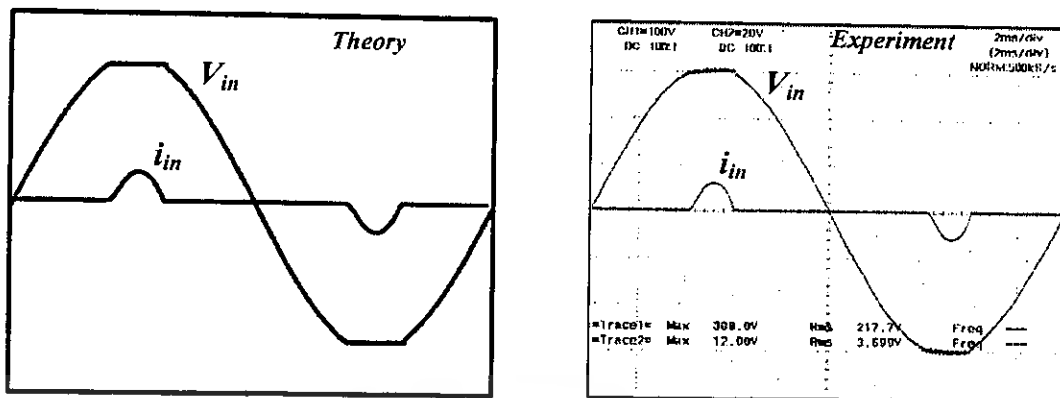 Theory
V_in
i_in
CH1=100V CH2=20V Experiment 2ms/div
DC 100:1 DC 100:1 (2ms/div)
NORM:500kS/s
V_in
i_in
=Trace1= Max 308.0V Rms 217.7V Freq
=Trace2= Max 12.00V Rms 3.690V Freq